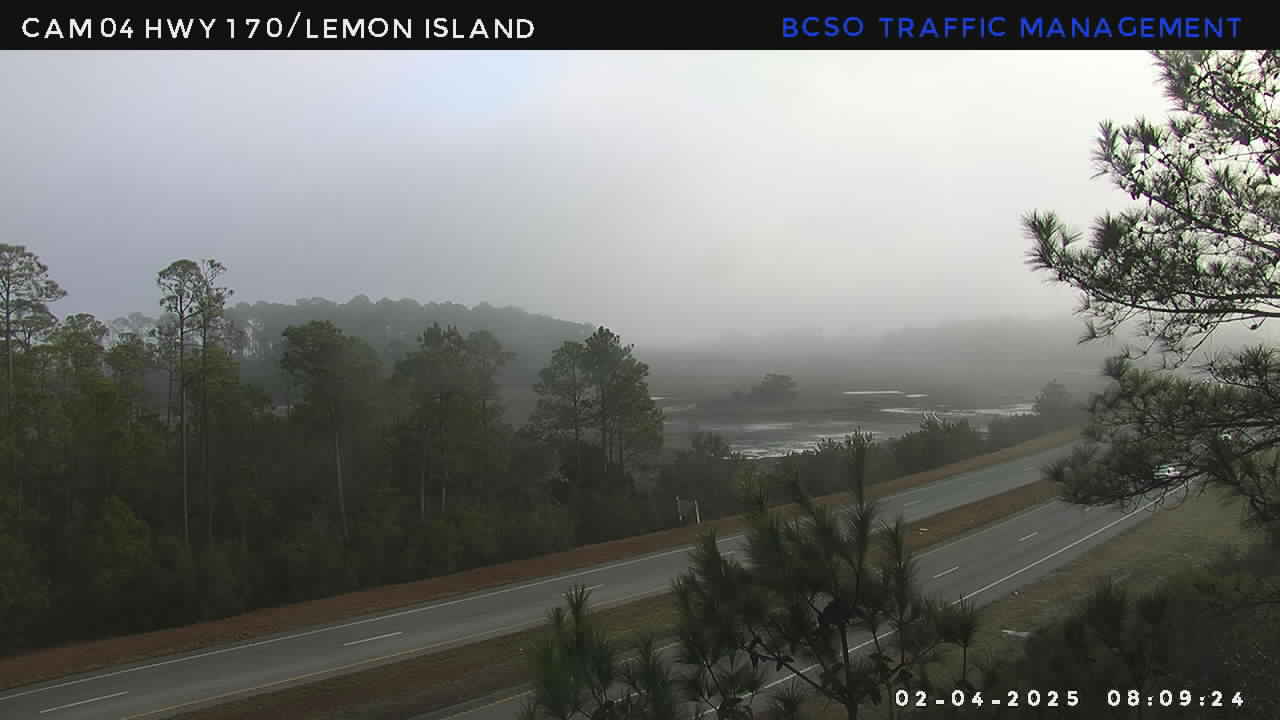 CAM04 HWY 170/LEMON ISLAND
BCSO TRAFFIC MANAGEMENT
02-04-2025 08:09:24